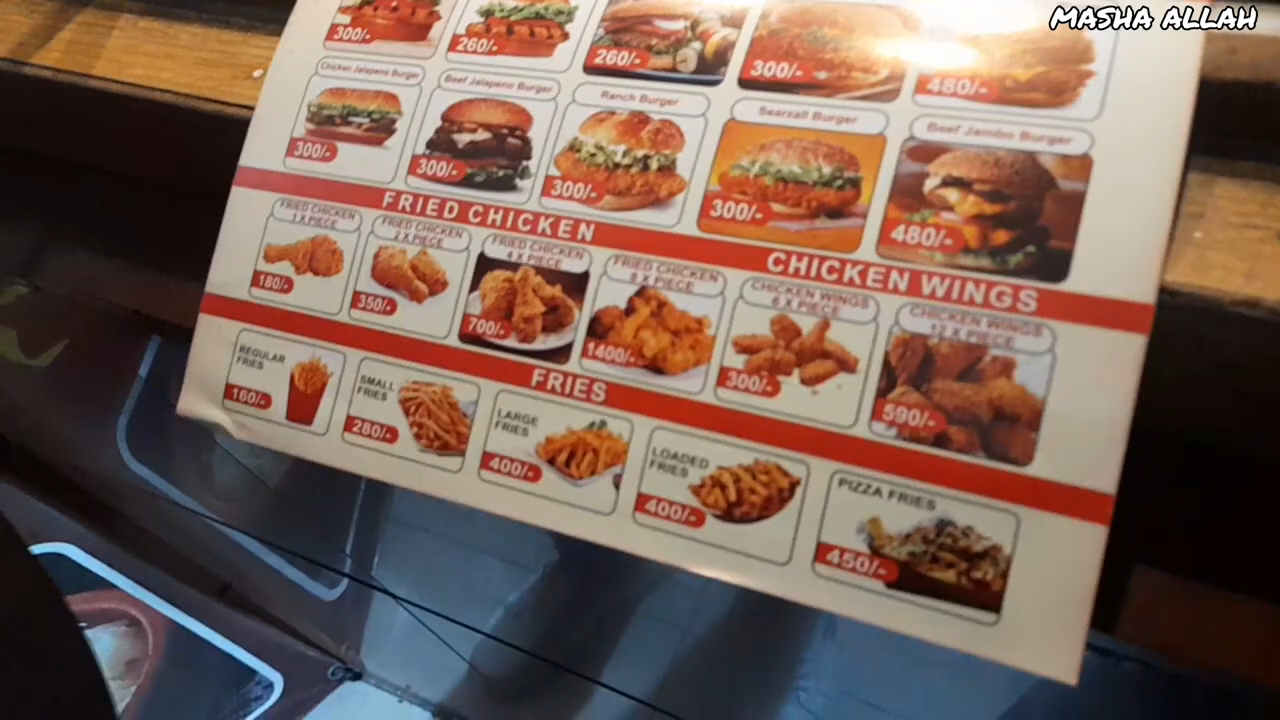 MASHA ALLAH
300/-
260/-
260/-
300/-
480/-
Chicken Jalapeno Burger
Beef Jalapeno Burger
Ranch Burger
Searzall Burger
Beef Jambo Burger
300/-
300/-
300/-
300/-
480/-
FRIED CHICKEN
CHICKEN WINGS
FRIED CHICKEN
1 X PIECE
180/-
FRIED CHICKEN
2 X PIECE
350/-
FRIED CHICKEN
4 X PIECE
700/-
FRIED CHICKEN
8 X PIECE
1400/-
CHICKEN WINGS
6 X PIECE
300/-
CHICKEN WINGS
12 X PIECE
590/-
FRIES
REGULAR
FRIES
160/-
SMALL
FRIES
280/-
LARGE
FRIES
400/-
LOADED
FRIES
400/-
PIZZA FRIES
450/-